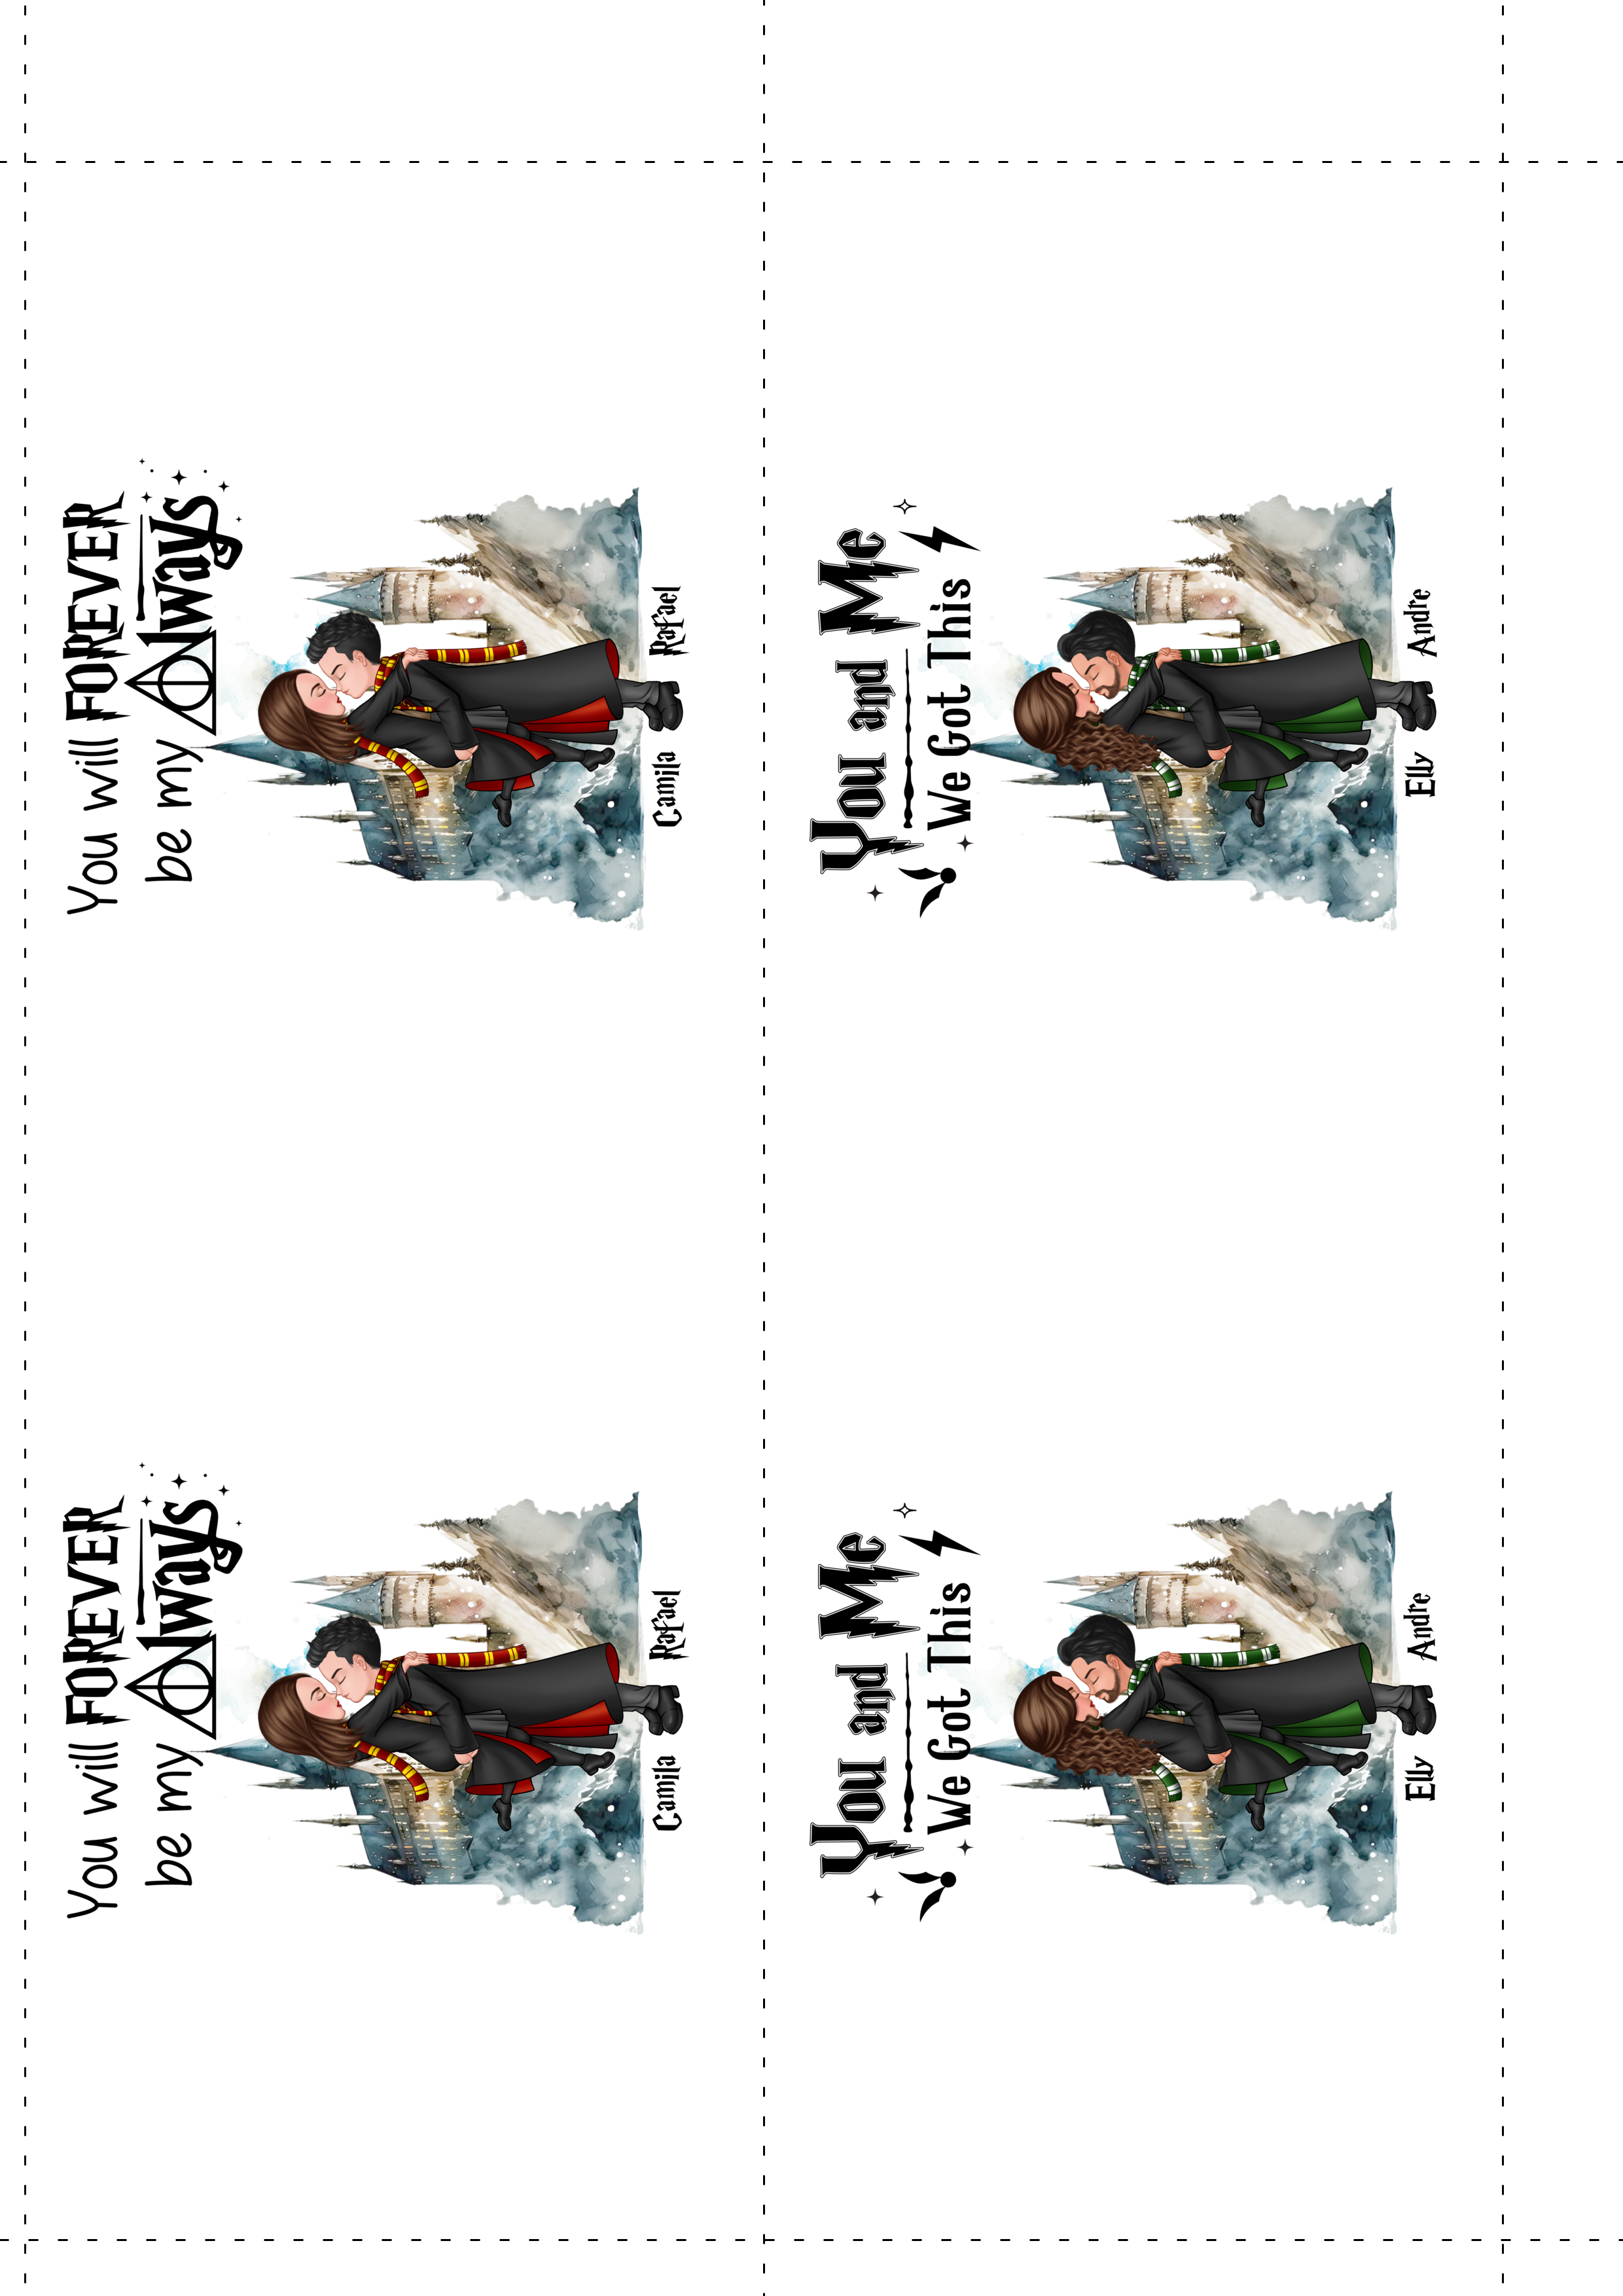 You will FOREVER
be my Always
Camila Rafael
You will FOREVER
be my Always
Camila Rafael
You and Me
We Got This
Elly Andre
You and Me
We Got This
Elly Andre